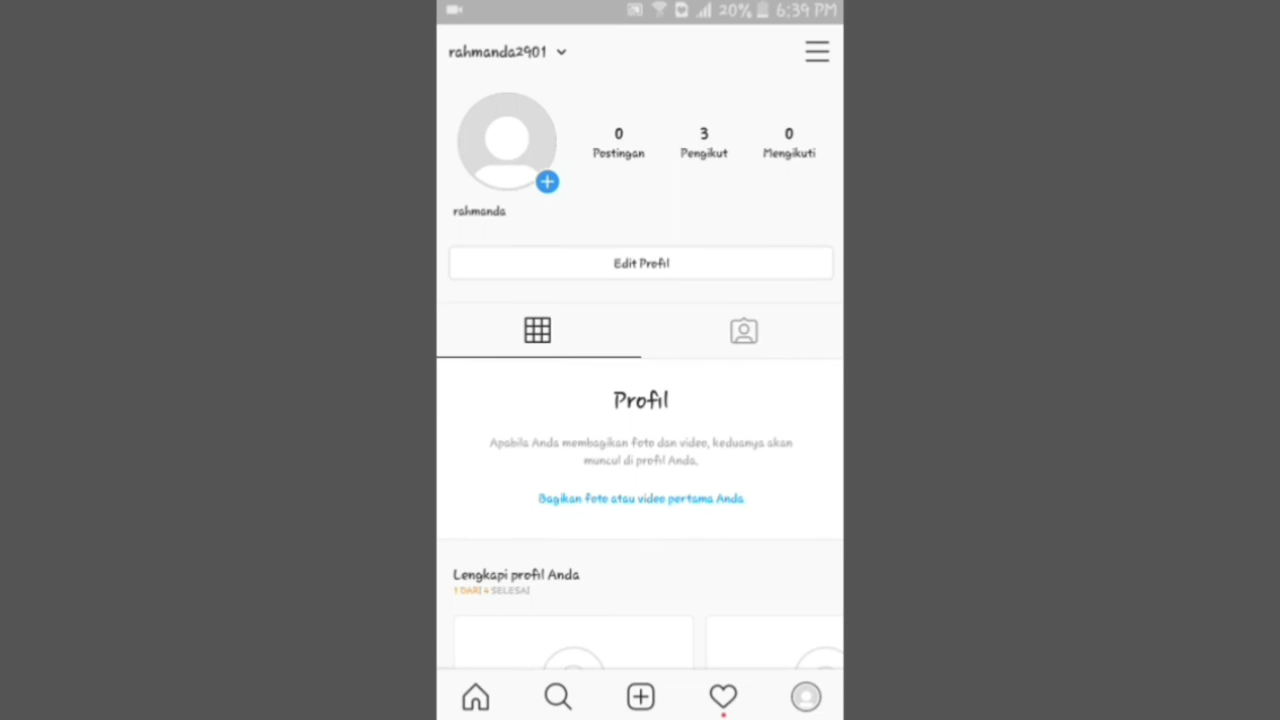 20% 6:39 PM
rahmanda2901
0 3 0
Postingan Pengikut Mengikuti
rahmanda
Edit Profil
Profil
Apabila Anda membagikan foto dan video, keduanya akan
muncul di profil Anda.
Bagikan foto atau video pertama Anda
Lengkapi profil Anda
1 DARI 4 SELESAI